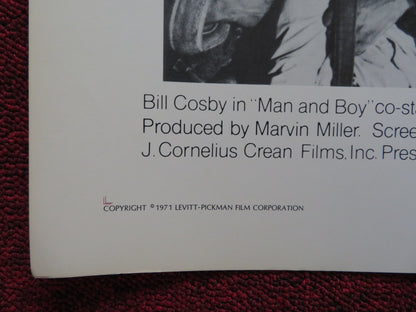 Bill Cosby in "Man and Boy" co-sta
Produced by Marvin Miller. Scree
J. Cornelius Crean Films, Inc. Pres
COPYRIGHT © 1971 LEVITT-PICKMAN FILM CORPORATION